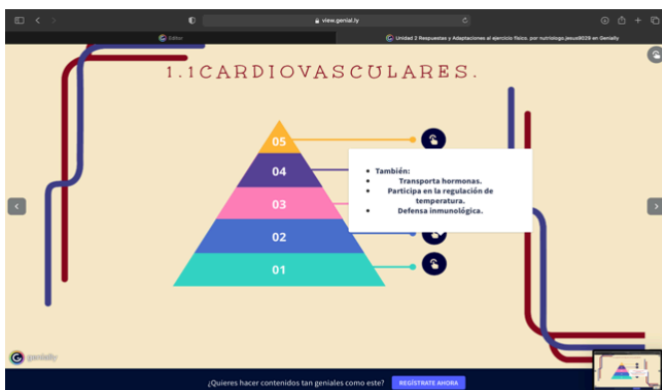 view.genial.ly
Editor
Unidad 2 Respuestas y Adaptaciones al ejercicio físico. por nutriologo.jesus9029 en Genially
1.1CARDIOVASCULARES.
05
04
03
02
01
También:
Transporta hormonas.
Participa en la regulación de
temperatura.
Defensa inmunológica.
genially
¿Quieres hacer contenidos tan geniales como este?
REGÍSTRATE AHORA